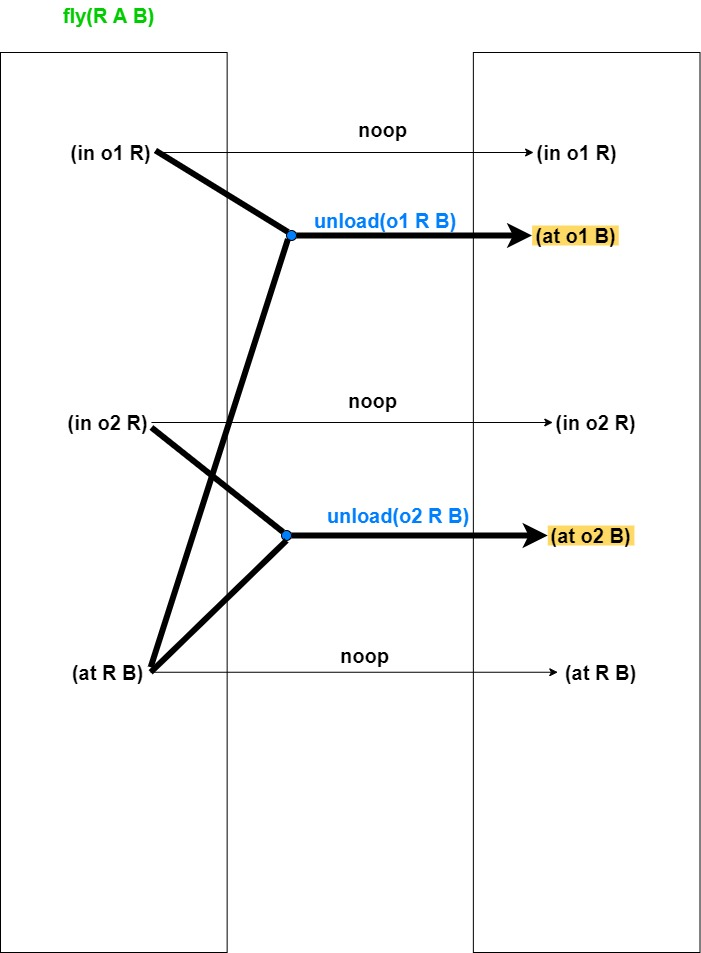 fly(R A B)
noop
(in o1 R)
(in o1 R)
unload(o1 R B)
(at o1 B)
noop
(in o2 R)
(in o2 R)
unload(o2 R B)
(at o2 B)
noop
(at R B)
(at R B)